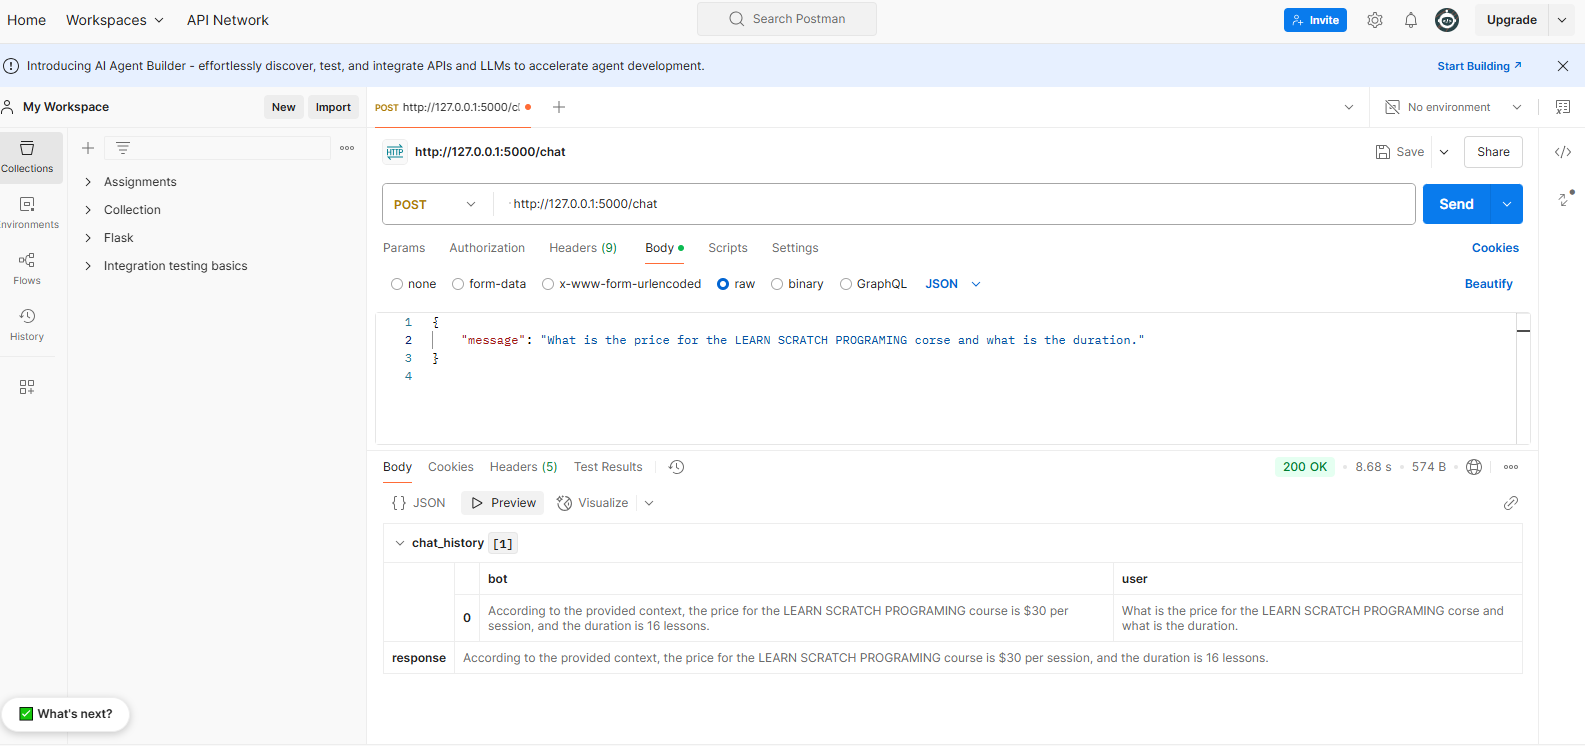 Home Workspaces API Network Search Postman Invite Upgrade
Introducing AI Agent Builder - effortlessly discover, test, and integrate APIs and LLMs to accelerate agent development. Start Building
My Workspace New Import POST http://127.0.0.1:5000/cl No environment
Collections
Assignments
Collection
Flask
Integration testing basics
nvironments
Flows
History
HTTP http://127.0.0.1:5000/chat Save Share
POST http://127.0.0.1:5000/chat Send
Params Authorization Headers (9) Body Scripts Settings Cookies
none form-data x-www-form-urlencoded raw binary GraphQL JSON Beautify
1 {
2 "message": "What is the price for the LEARN SCRATCH PROGRAMING corse and what is the duration."
3 }
4
Body Cookies Headers (5) Test Results 200 OK • 8.68 s • 574 B
{} JSON Preview Visualize
chat_history [1]
bot user
0 According to the provided context, the price for the LEARN SCRATCH PROGRAMING course is $30 per
session, and the duration is 16 lessons.
What is the price for the LEARN SCRATCH PROGRAMING corse and
what is the duration.
response According to the provided context, the price for the LEARN SCRATCH PROGRAMING course is $30 per session, and the duration is 16 lessons.
What's next?